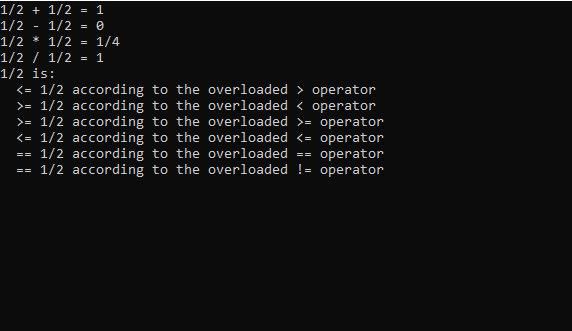 1/2 + 1/2 = 1
1/2 - 1/2 = 0
1/2 * 1/2 = 1/4
1/2 / 1/2 = 1
1/2 is:
  <= 1/2 according to the overloaded > operator
  >= 1/2 according to the overloaded < operator
  >= 1/2 according to the overloaded >= operator
  <= 1/2 according to the overloaded <= operator
  == 1/2 according to the overloaded == operator
  == 1/2 according to the overloaded != operator